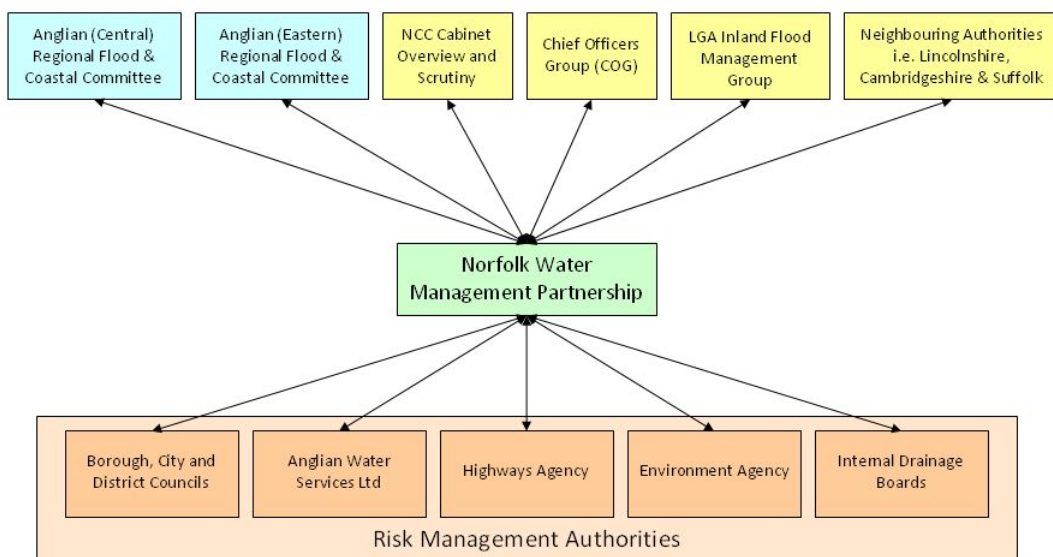 Anglian (Central)
Regional Flood &
Coastal Committee
Anglian (Eastern)
Regional Flood &
Coastal Committee
NCC Cabinet
Overview and
Scrutiny
Chief Officers
Group (COG)
LGA Inland Flood
Management
Group
Neighbouring Authorities
i.e. Lincolnshire,
Cambridgeshire & Suffolk
Norfolk Water
Management Partnership
Borough, City and
District Councils
Anglian Water
Services Ltd
Highways Agency
Environment Agency
Internal Drainage
Boards
Risk Management Authorities